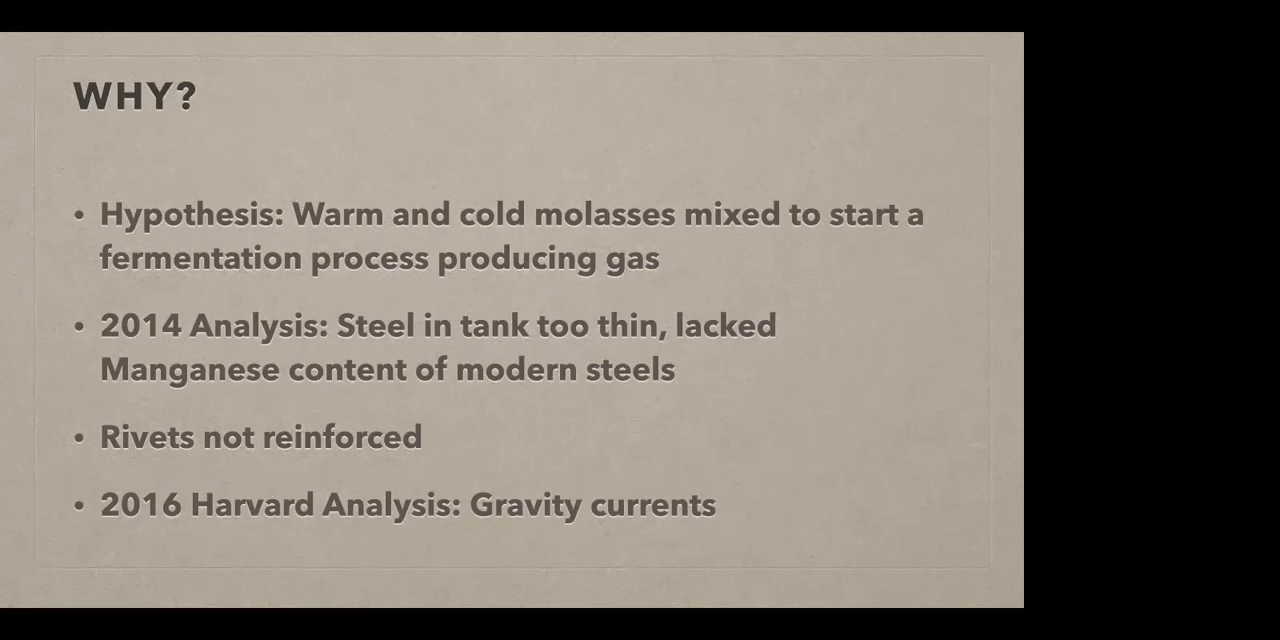 WHY?
• Hypothesis: Warm and cold molasses mixed to start a
fermentation process producing gas
• 2014 Analysis: Steel in tank too thin, lacked
Manganese content of modern steels
• Rivets not reinforced
• 2016 Harvard Analysis: Gravity currents